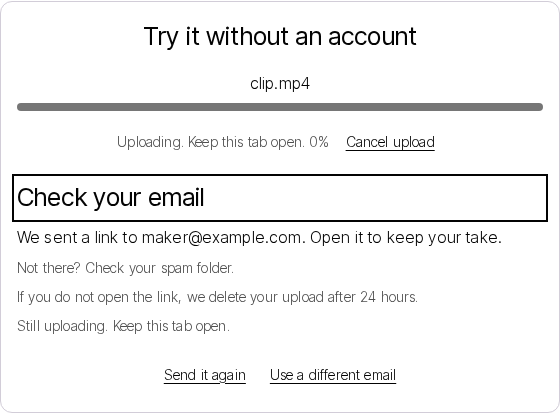 Try it without an account
clip.mp4
Uploading. Keep this tab open. 0% Cancel upload
Check your email
We sent a link to maker@example.com. Open it to keep your take.
Not there? Check your spam folder.
If you do not open the link, we delete your upload after 24 hours.
Still uploading. Keep this tab open.
Send it again Use a different email